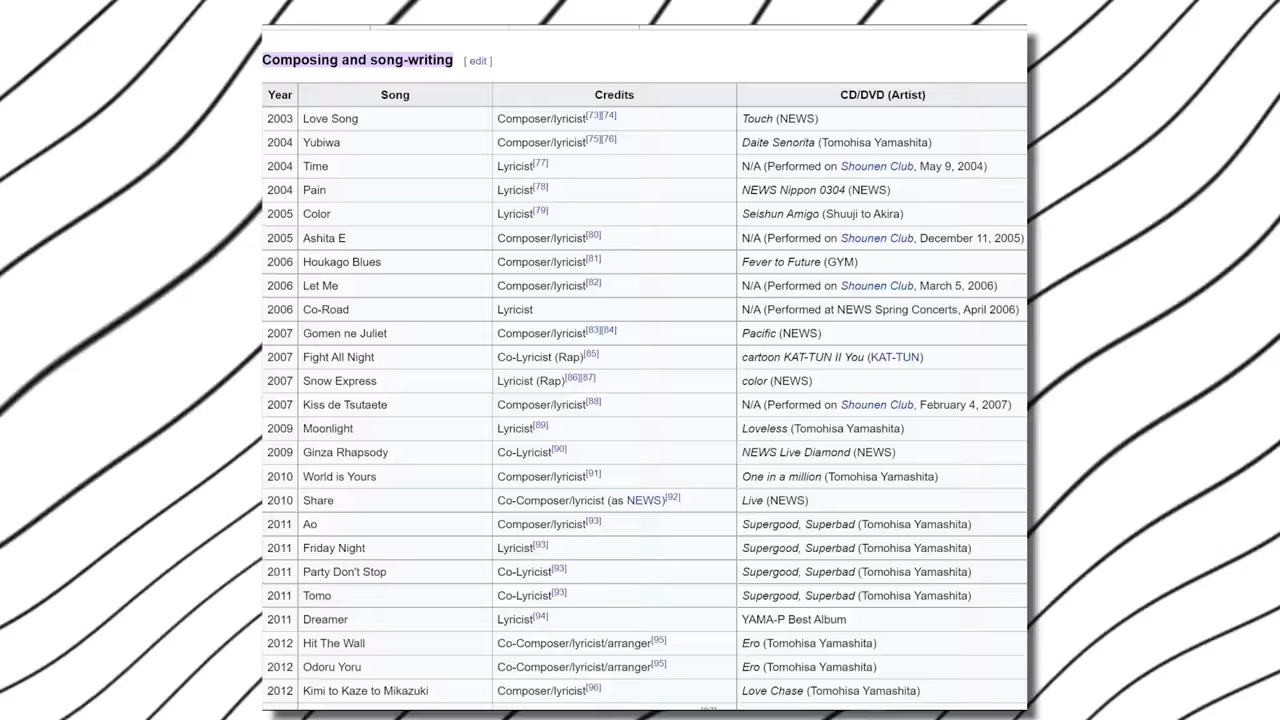 Composing and song-writing [ edit ]
Year Song Credits CD/DVD (Artist)
2003 Love Song Composer/lyricist[73][74] Touch (NEWS)
2004 Yubiwa Composer/lyricist[75][76] Daite Senorita (Tomohisa Yamashita)
2004 Time Lyricist[77] N/A (Performed on Shounen Club, May 9, 2004)
2004 Pain Lyricist[78] NEWS Nippon 0304 (NEWS)
2005 Color Lyricist[79] Seishun Amigo (Shuuji to Akira)
2005 Ashita E Composer/lyricist[80] N/A (Performed on Shounen Club, December 11, 2005)
2006 Houkago Blues Composer/lyricist[81] Fever to Future (GYM)
2006 Let Me Composer/lyricist[82] N/A (Performed on Shounen Club, March 5, 2006)
2006 Co-Road Lyricist N/A (Performed at NEWS Spring Concerts, April 2006)
2007 Gomen ne Juliet Composer/lyricist[83][84] Pacific (NEWS)
2007 Fight All Night Co-Lyricist (Rap)[85] cartoon KAT-TUN II You (KAT-TUN)
2007 Snow Express Lyricist (Rap)[86][87] color (NEWS)
2007 Kiss de Tsutaete Composer/lyricist[88] N/A (Performed on Shounen Club, February 4, 2007)
2009 Moonlight Lyricist[89] Loveless (Tomohisa Yamashita)
2009 Ginza Rhapsody Co-Lyricist[90] NEWS Live Diamond (NEWS)
2010 World is Yours Composer/lyricist[91] One in a million (Tomohisa Yamashita)
2010 Share Co-Composer/lyricist (as NEWS)[92] Live (NEWS)
2011 Ao Composer/lyricist[93] Supergood, Superbad (Tomohisa Yamashita)
2011 Friday Night Lyricist[93] Supergood, Superbad (Tomohisa Yamashita)
2011 Party Don't Stop Co-Lyricist[93] Supergood, Superbad (Tomohisa Yamashita)
2011 Tomo Co-Lyricist[93] Supergood, Superbad (Tomohisa Yamashita)
2011 Dreamer Lyricist[94] YAMA-P Best Album
2012 Hit The Wall Co-Composer/lyricist/arranger[95] Ero (Tomohisa Yamashita)
2012 Odoru Yoru Co-Composer/lyricist/arranger[95] Ero (Tomohisa Yamashita)
2012 Kimi to Kaze to Mikazuki Composer/lyricist[96] Love Chase (Tomohisa Yamashita)